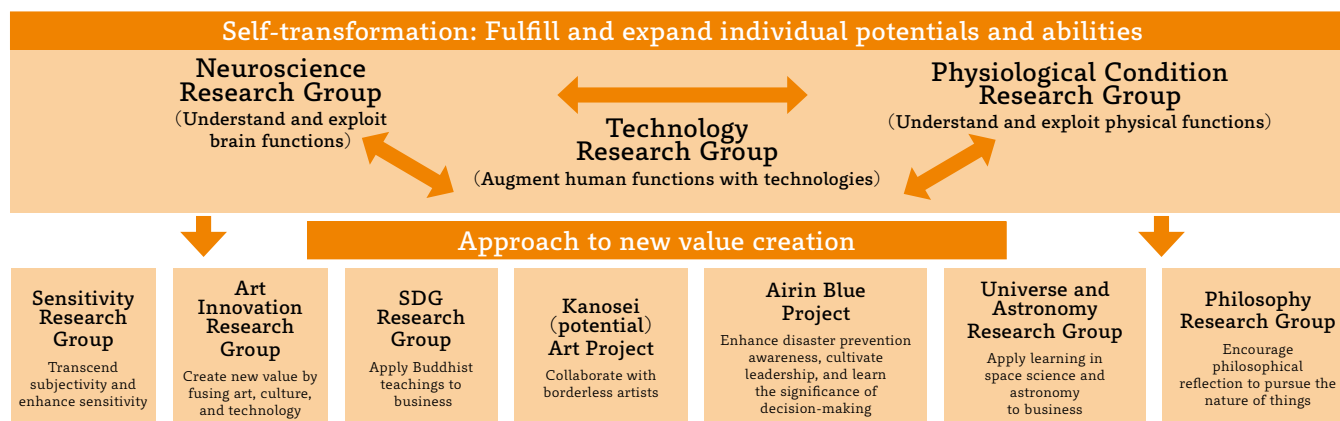 Self-transformation: Fulfill and expand individual potentials and abilities
Neuroscience
Research Group
(Understand and exploit
brain functions)
Physiological Condition
Research Group
(Understand and exploit physical functions)
Technology
Research Group
(Augment human functions with technologies)
Approach to new value creation
Sensitivity
Research
Group
Transcend
subjectivity and
enhance sensitivity
Art
Innovation
Research
Group
Create new value by
fusing art, culture,
and technology
SDG
Research
Group
Apply Buddhist
teachings to
business
Kanosei
(potential)
Art Project
Collaborate with
borderless artists
Airin Blue
Project
Enhance disaster prevention
awareness, cultivate
leadership, and learn
the significance of
decision-making
Universe and
Astronomy
Research Group
Apply learning in
space science and
astronomy
to business
Philosophy
Research Group
Encourage
philosophical
reflection to pursue the
nature of things